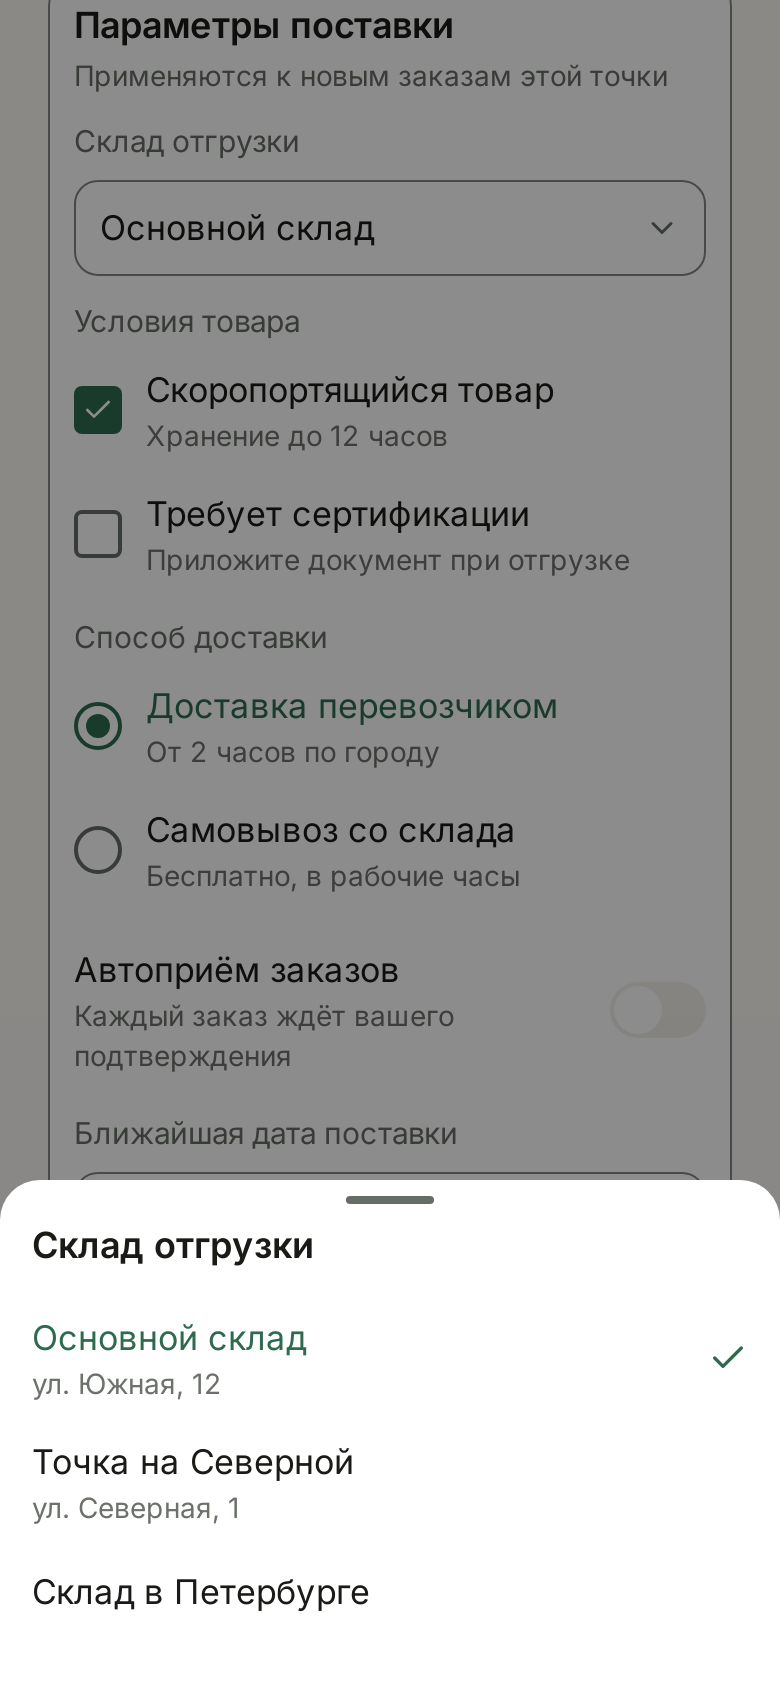 Параметры поставки
Применяются к новым заказам этой точки
Склад отгрузки
Основной склад
Условия товара
Скоропортящийся товар
Хранение до 12 часов
Требует сертификации
Приложите документ при отгрузке
Способ доставки
Доставка перевозчиком
От 2 часов по городу
Самовывоз со склада
Бесплатно, в рабочие часы
Автоприём заказов
Каждый заказ ждёт вашего
подтверждения
Ближайшая дата поставки
Склад отгрузки
Основной склад
ул. Южная, 12
Точка на Северной
ул. Северная, 1
Склад в Петербурге